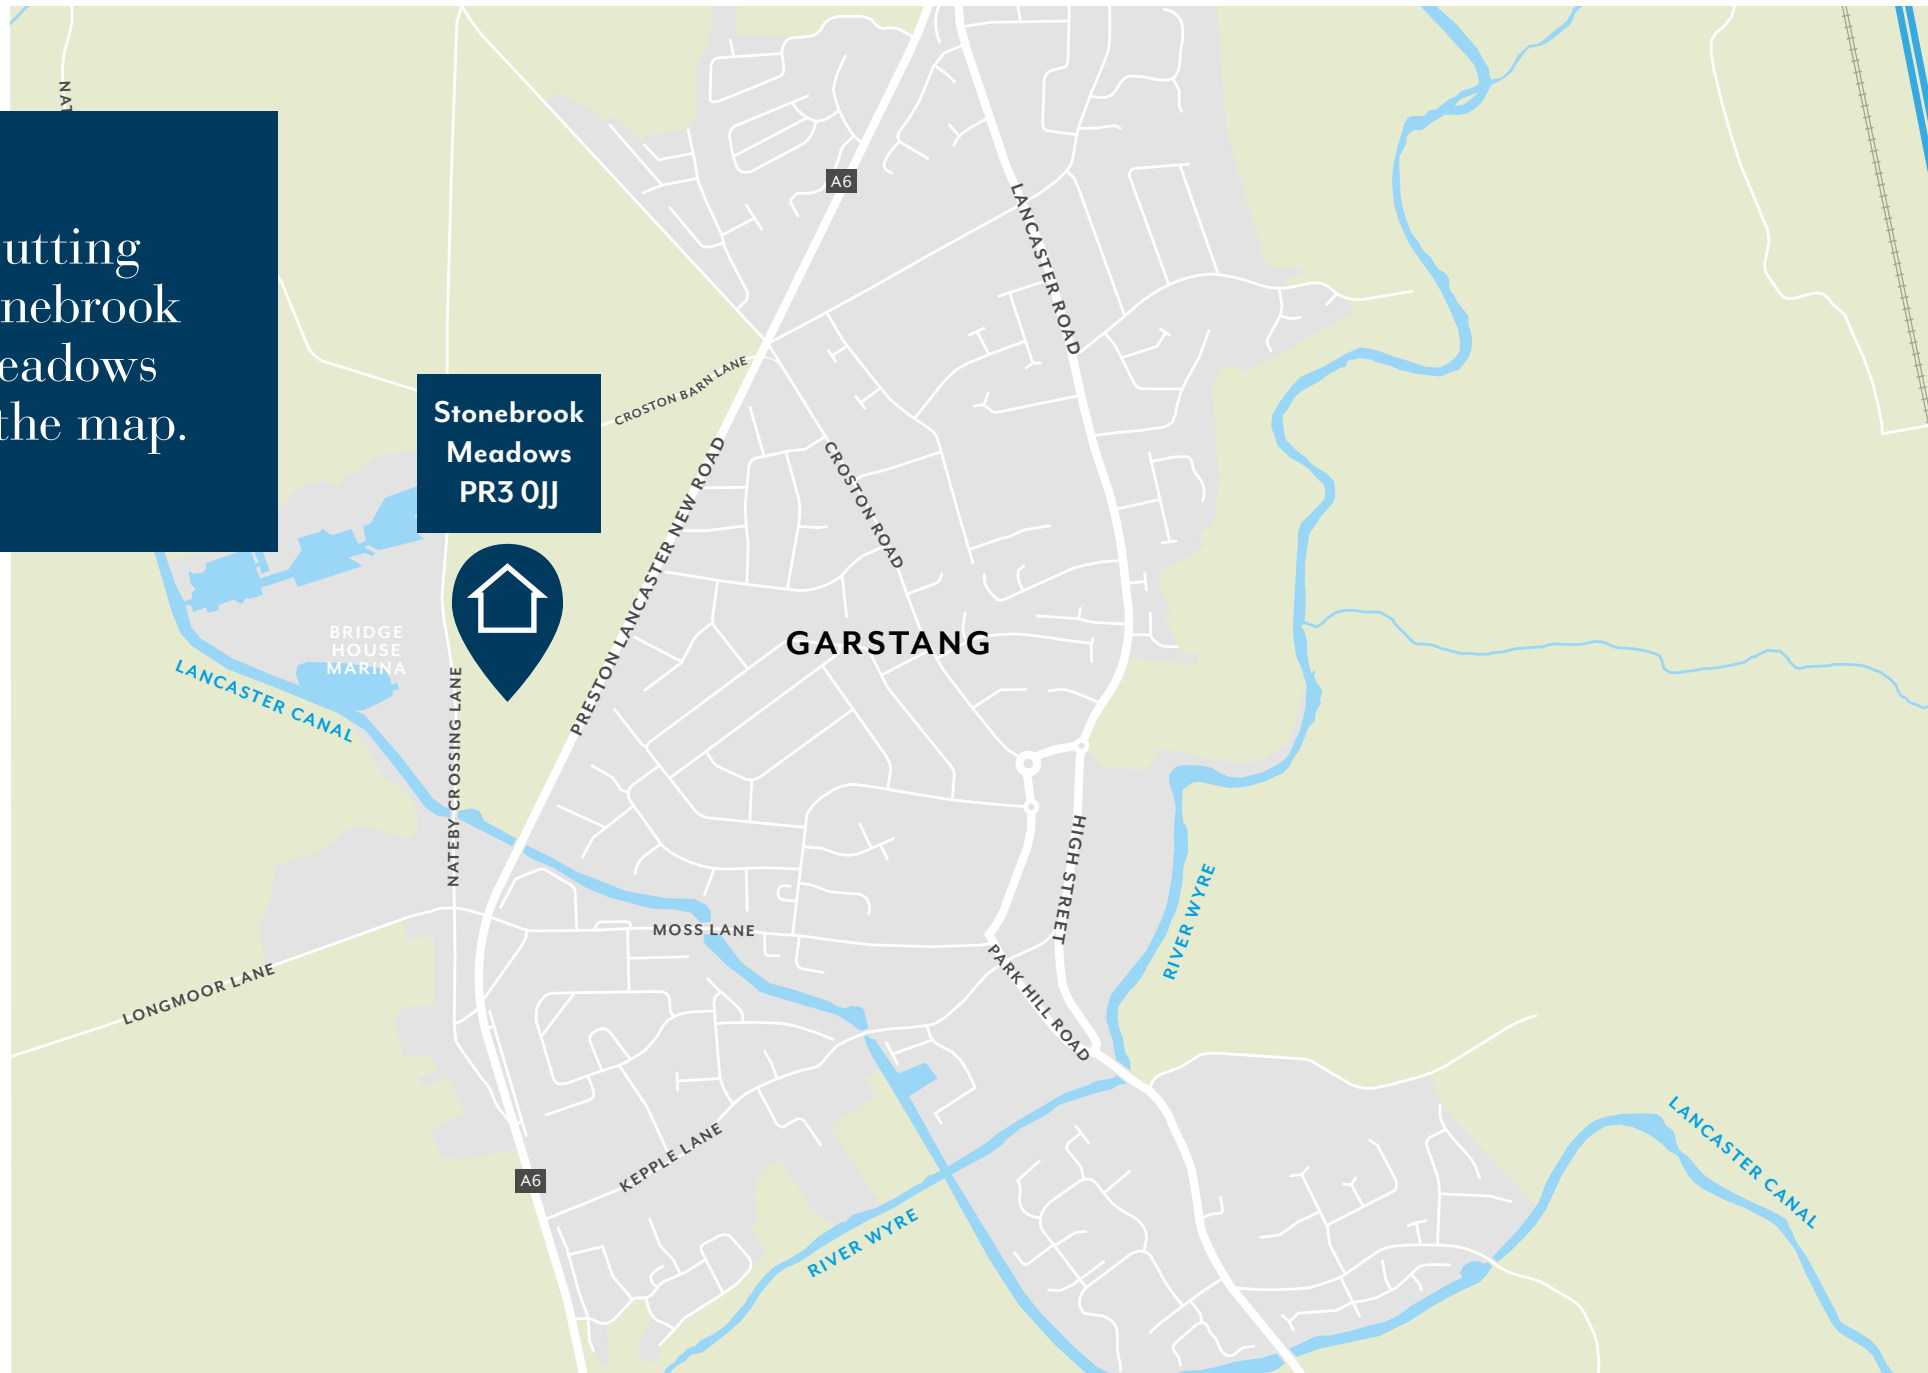 NAT
utting
nebrook
eadows
the map.
A6
LANCASTER ROAD
CROSTON BARN LANE
Stonebrook
Meadows
PR3 0JJ
PRESTON LANCASTER NEW ROAD
CROSTON ROAD
GARSTANG
BRIDGE
HOUSE
MARINA
LANCASTER CANAL
NATEBY CROSSING LANE
HIGH STREET
RIVER WYRE
MOSS LANE
LONGMOOR LANE
PARK HILL ROAD
KEPPLE LANE
A6
RIVER WYRE
LANCASTER CANAL